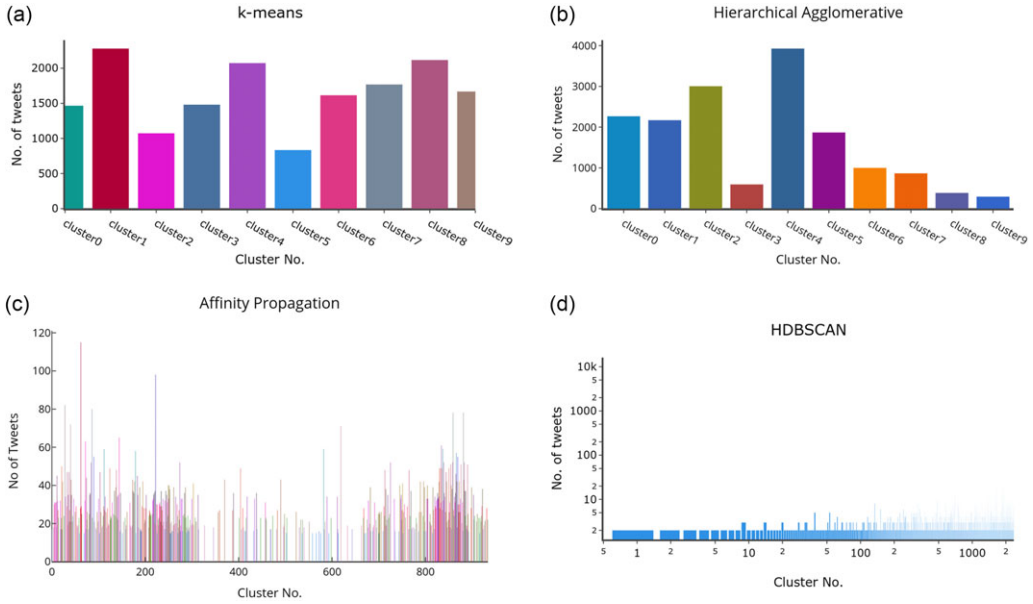 (a)
k-means
No. of tweets
2000
1500
1000
500
0
cluster0
cluster1
cluster2
cluster3
cluster4
cluster5
cluster6
cluster7
cluster8
cluster9
Cluster No.
(b)
Hierarchical Agglomerative
No. of tweets
4000
3000
2000
1000
0
cluster0
cluster1
cluster2
cluster3
cluster4
cluster5
cluster6
cluster7
cluster8
cluster9
Cluster No.
(c)
Affinity Propagation
No of Tweets
120
100
80
60
40
20
0
0 200 400 600 800
Cluster No.
(d)
HDBSCAN
No. of tweets
10k
5
2
1000
5
2
100
5
2
10
5
2
5 1 2 5 10 2 5 100 2 5 1000 2
Cluster No.